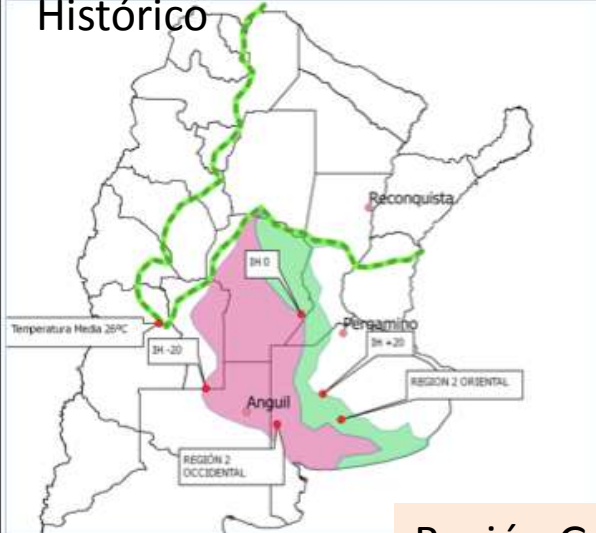 Histórico
Reconquista
IH 0
Temperatura Media 26ºC
Pergamino
IH -20
IH +20
REGION 2 ORIENTAL
Anguil
REGIÓN 2
OCCIDENTAL